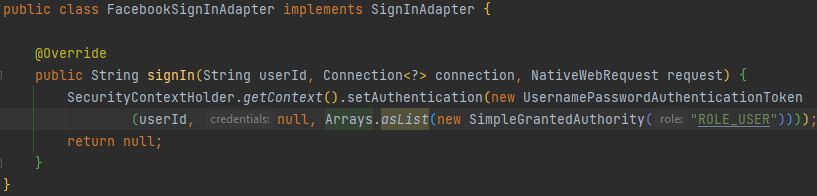 public class FacebookSignInAdapter implements SignInAdapter {
@Override
public String signIn(String userId, Connection<?> connection, NativeWebRequest request) {
SecurityContextHolder.getContext().setAuthentication(new UsernamePasswordAuthenticationToken
(userId, credentials: null, Arrays.asList(new SimpleGrantedAuthority( role: "ROLE_USER"))));
return null;
}
}